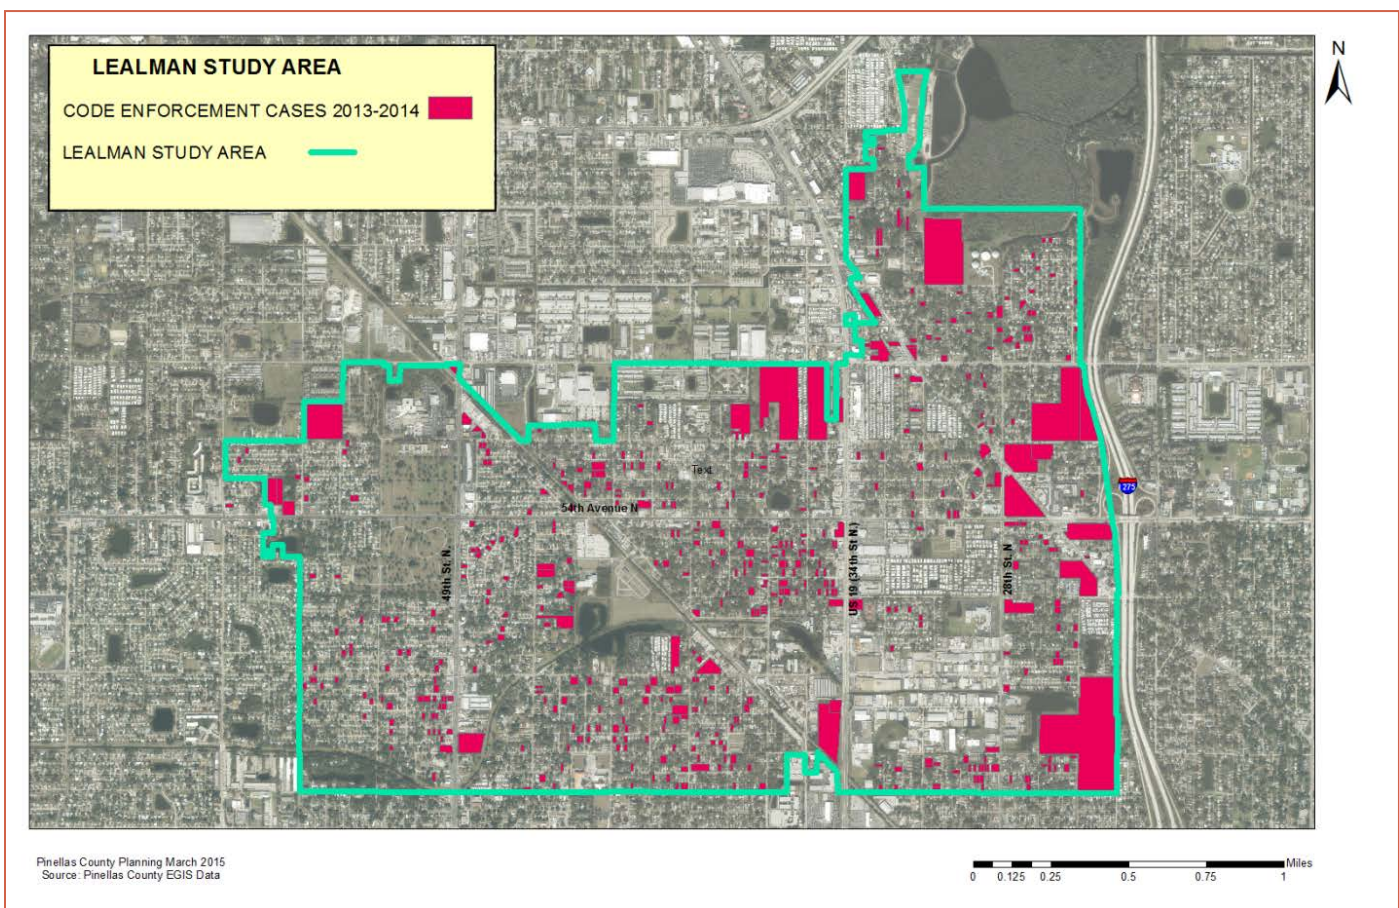 LEALMAN STUDY AREA
CODE ENFORCEMENT CASES 2013-2014
LEALMAN STUDY AREA
N
Text
275
54th Avenue N
49th St. N.
US 19 (34th St N.)
28th St. N
Pinellas County Planning March 2015
Source: Pinellas County EGIS Data
Miles
0 0.125 0.25 0.5 0.75 1